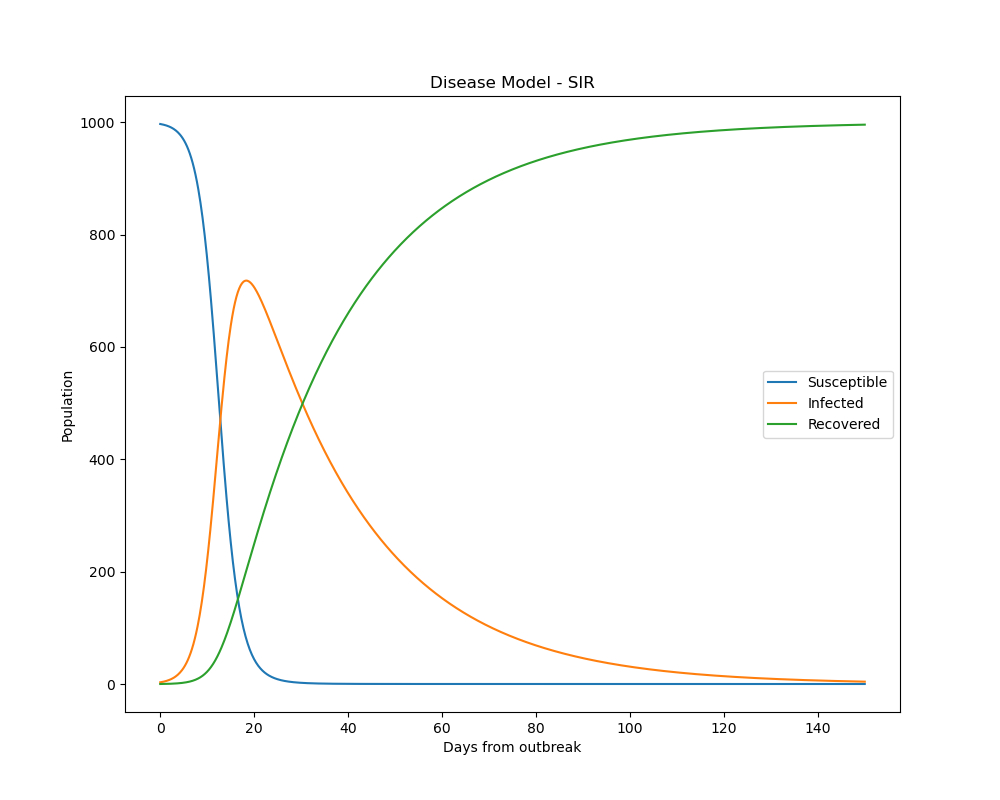 Disease Model - SIR
1000
800
600
400
200
0
Population
Susceptible
Infected
Recovered
0 20 40 60 80 100 120 140
Days from outbreak